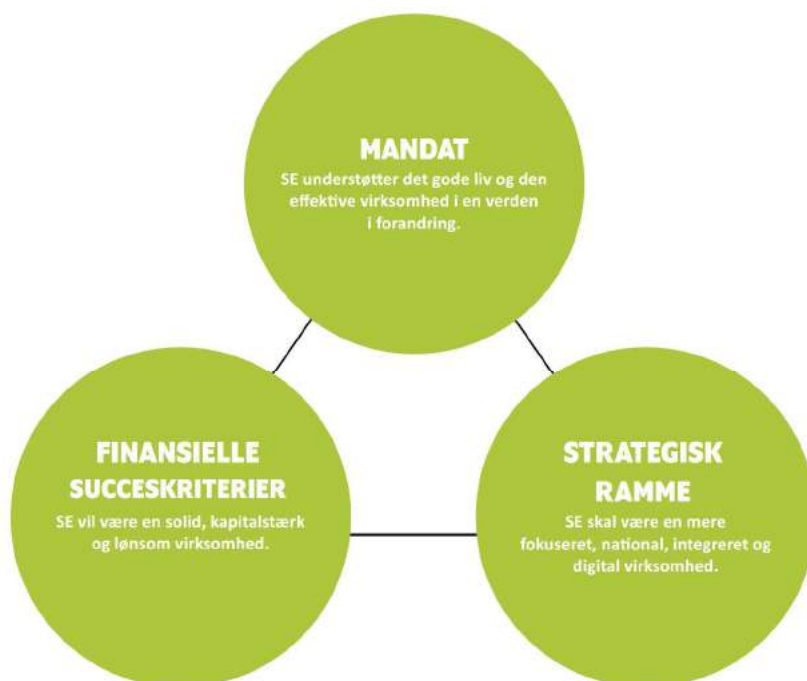 MANDAT
SE understøtter det gode liv og den
effektive virksomhed i en verden
i forandring.
FINANSIELLE
SUCCESKRITERIER
SE vil være en solid, kapitalstærk
og lønsom virksomhed.
STRATEGISK
RAMME
SE skal være en mere
fokuseret, national, integreret og
digital virksomhed.